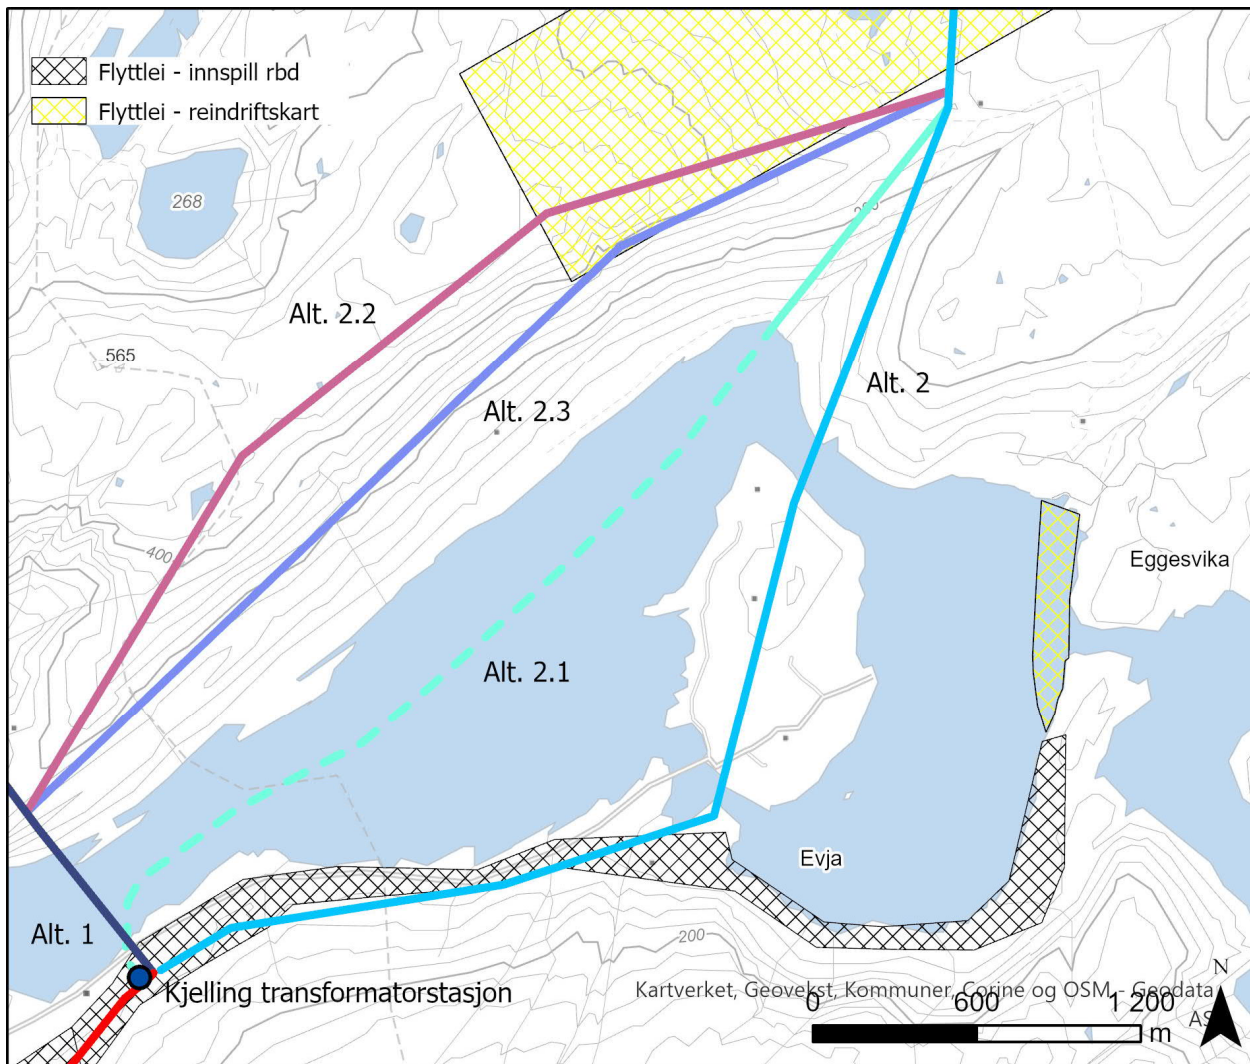 Flyttlei - innspill rbd
Flyttlei - reindriftskart
268
Alt. 2.2
565
Alt. 2.3
Alt. 2
400
Eggesvika
Alt. 2.1
Evja
Alt. 1
200
Kjelling transformatorstasjon
N
Kartverket, Geovekst, Kommuner, Corine og OSM - Geodata
AS
0 600 1 200
m